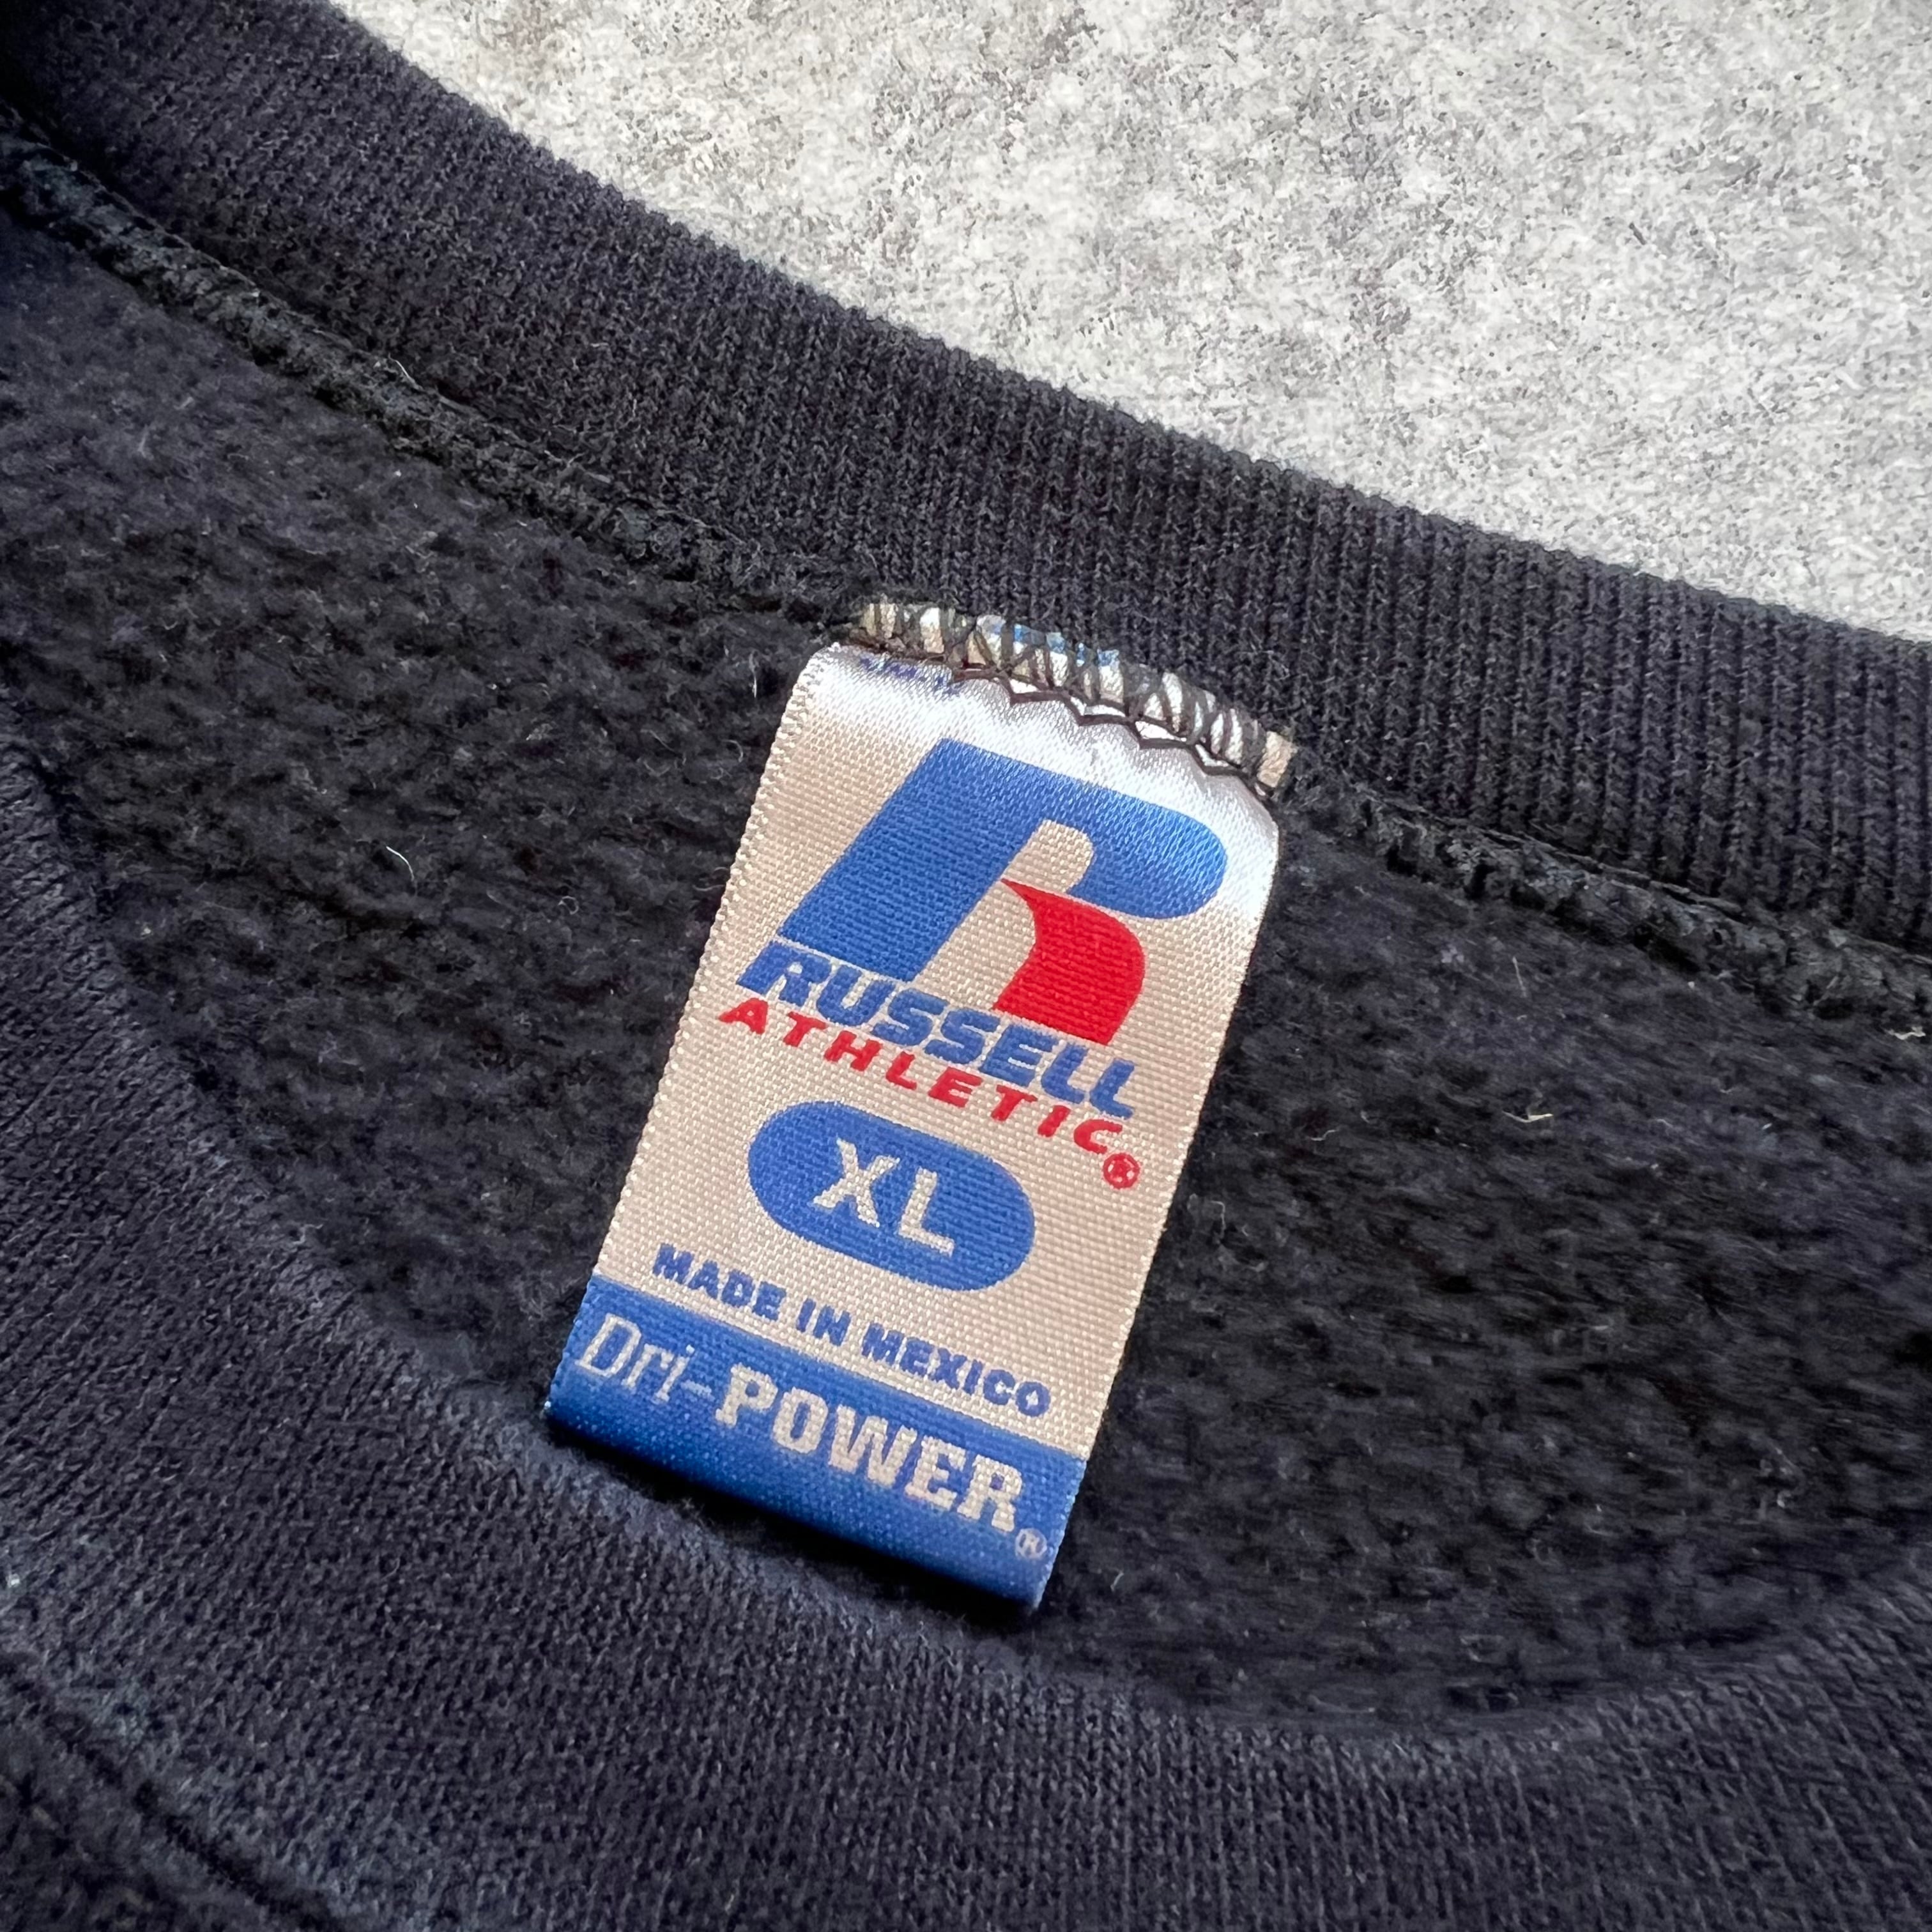 RUSSELL
ATHLETIC®
XL
MADE IN MEXICO
Dri-POWER®